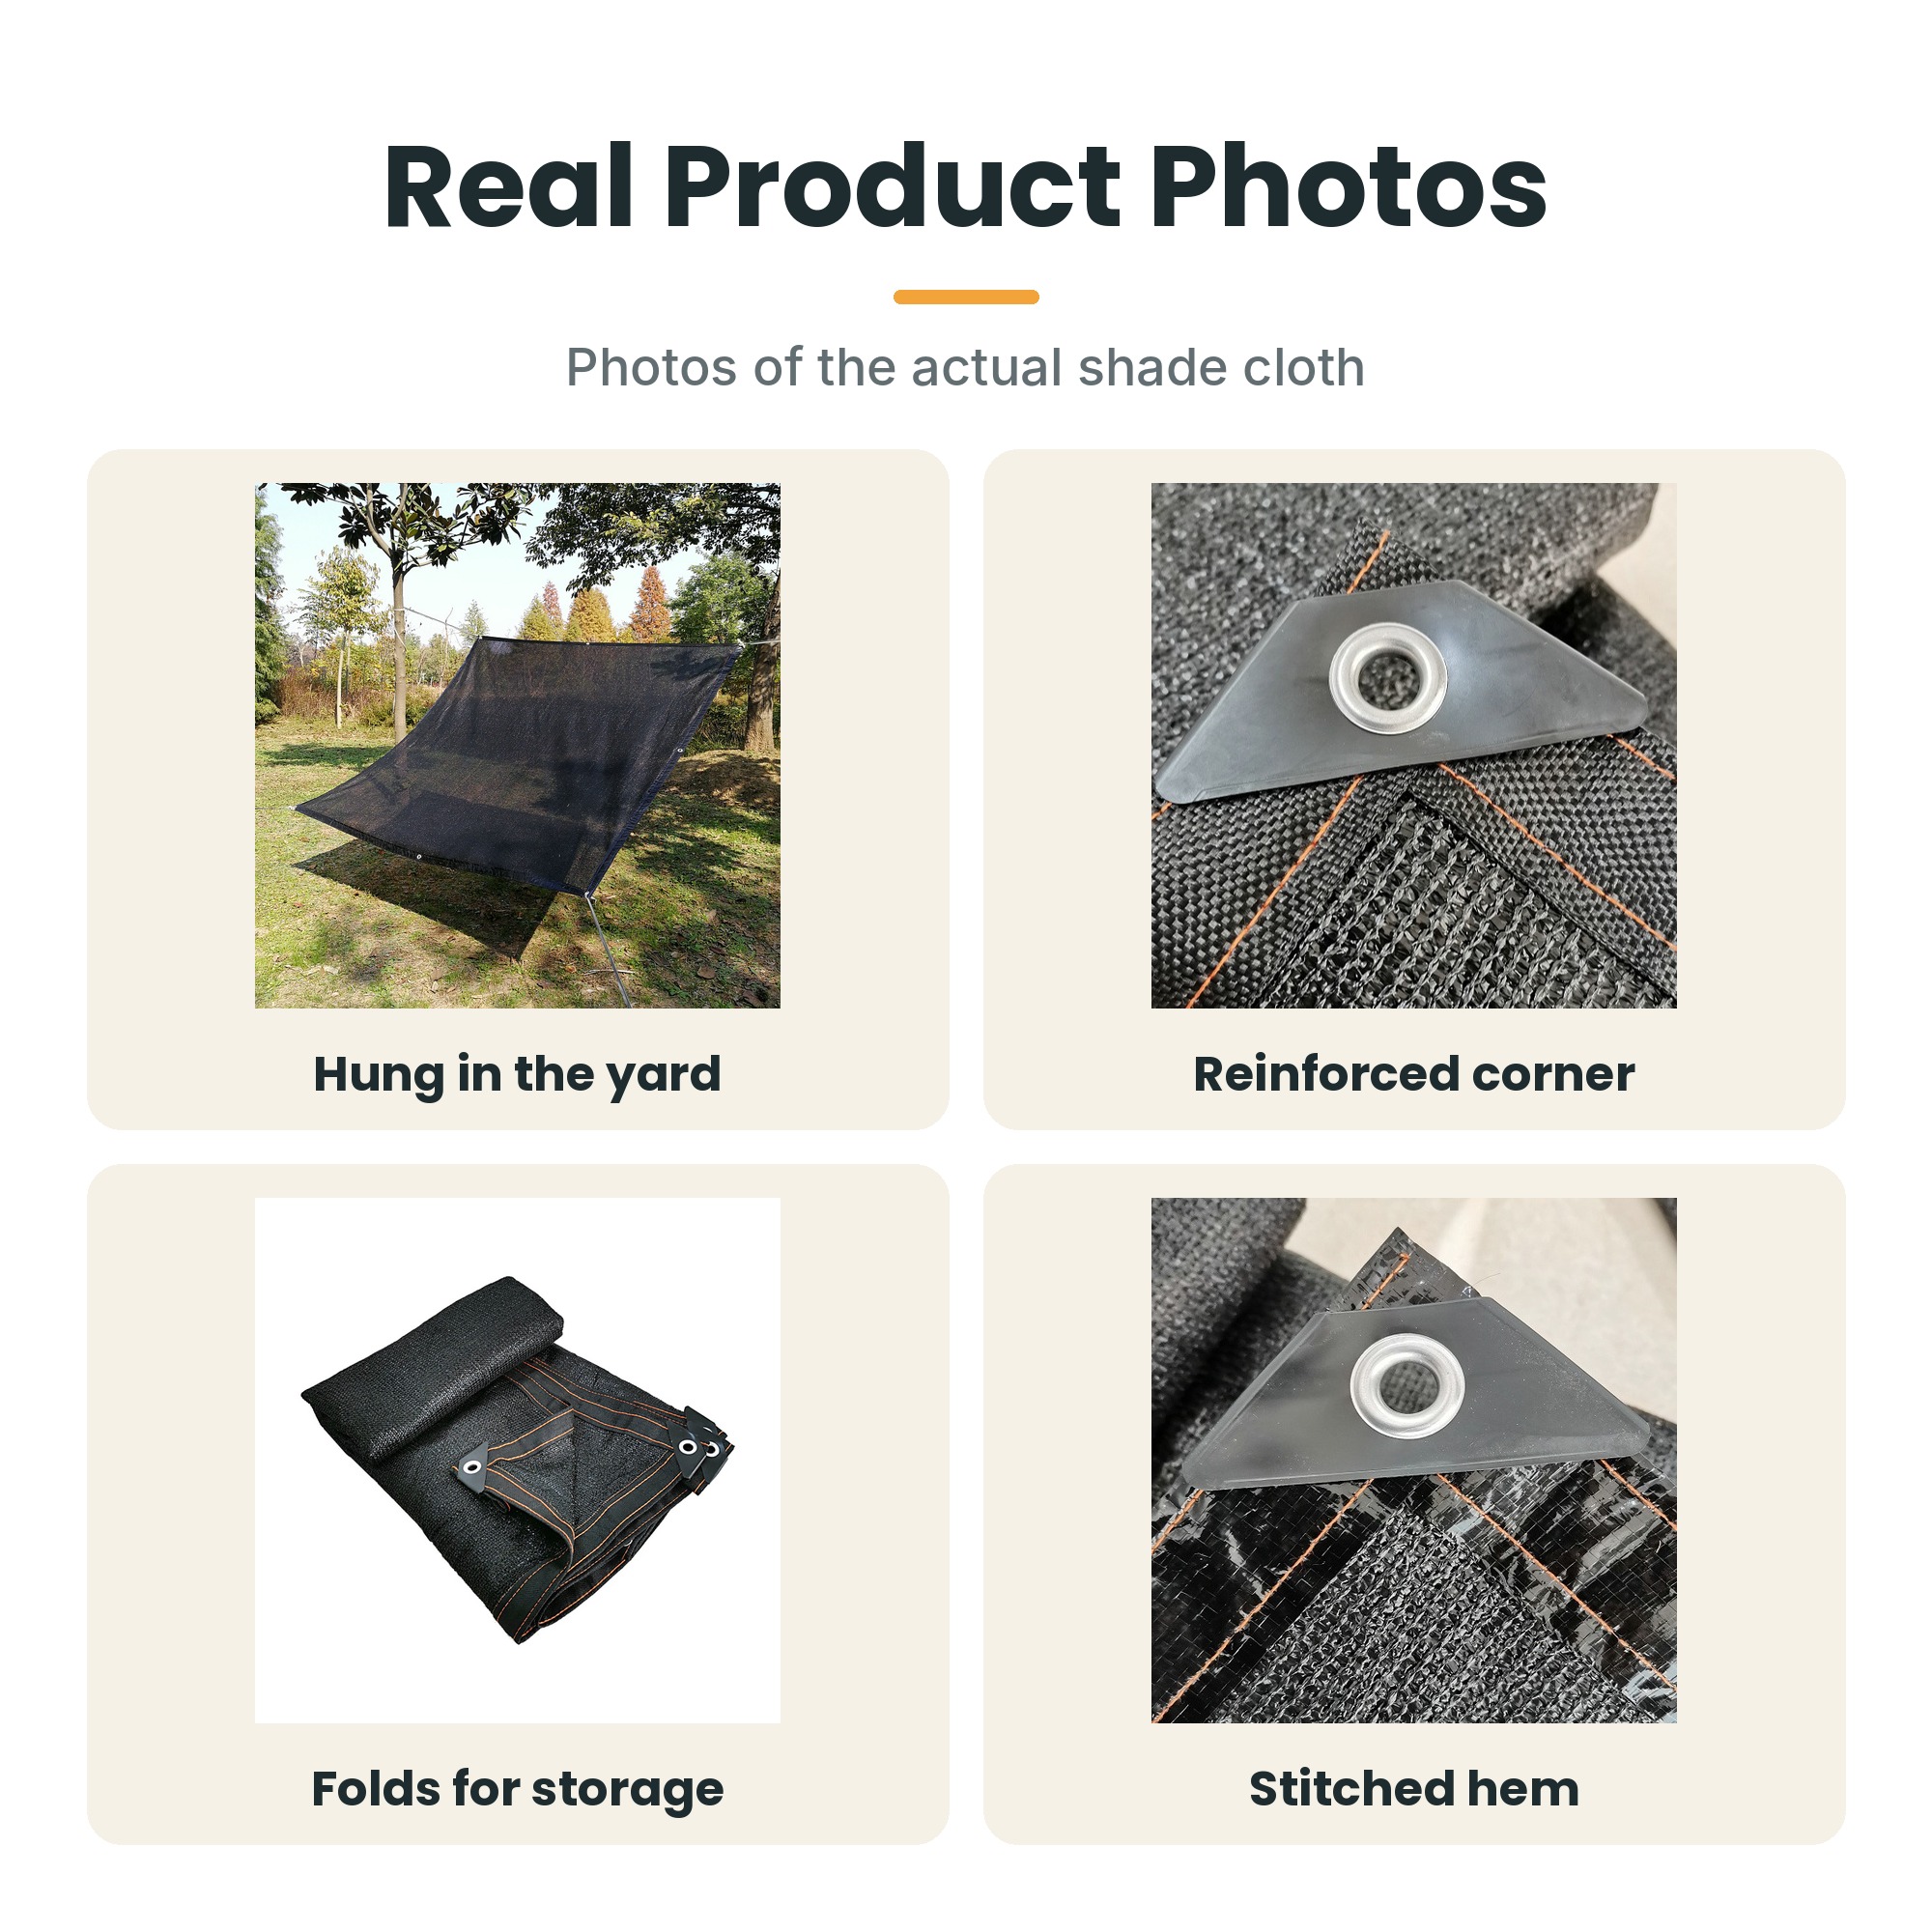 Real Product Photos
Photos of the actual shade cloth
Hung in the yard
Reinforced corner
Folds for storage
Stitched hem